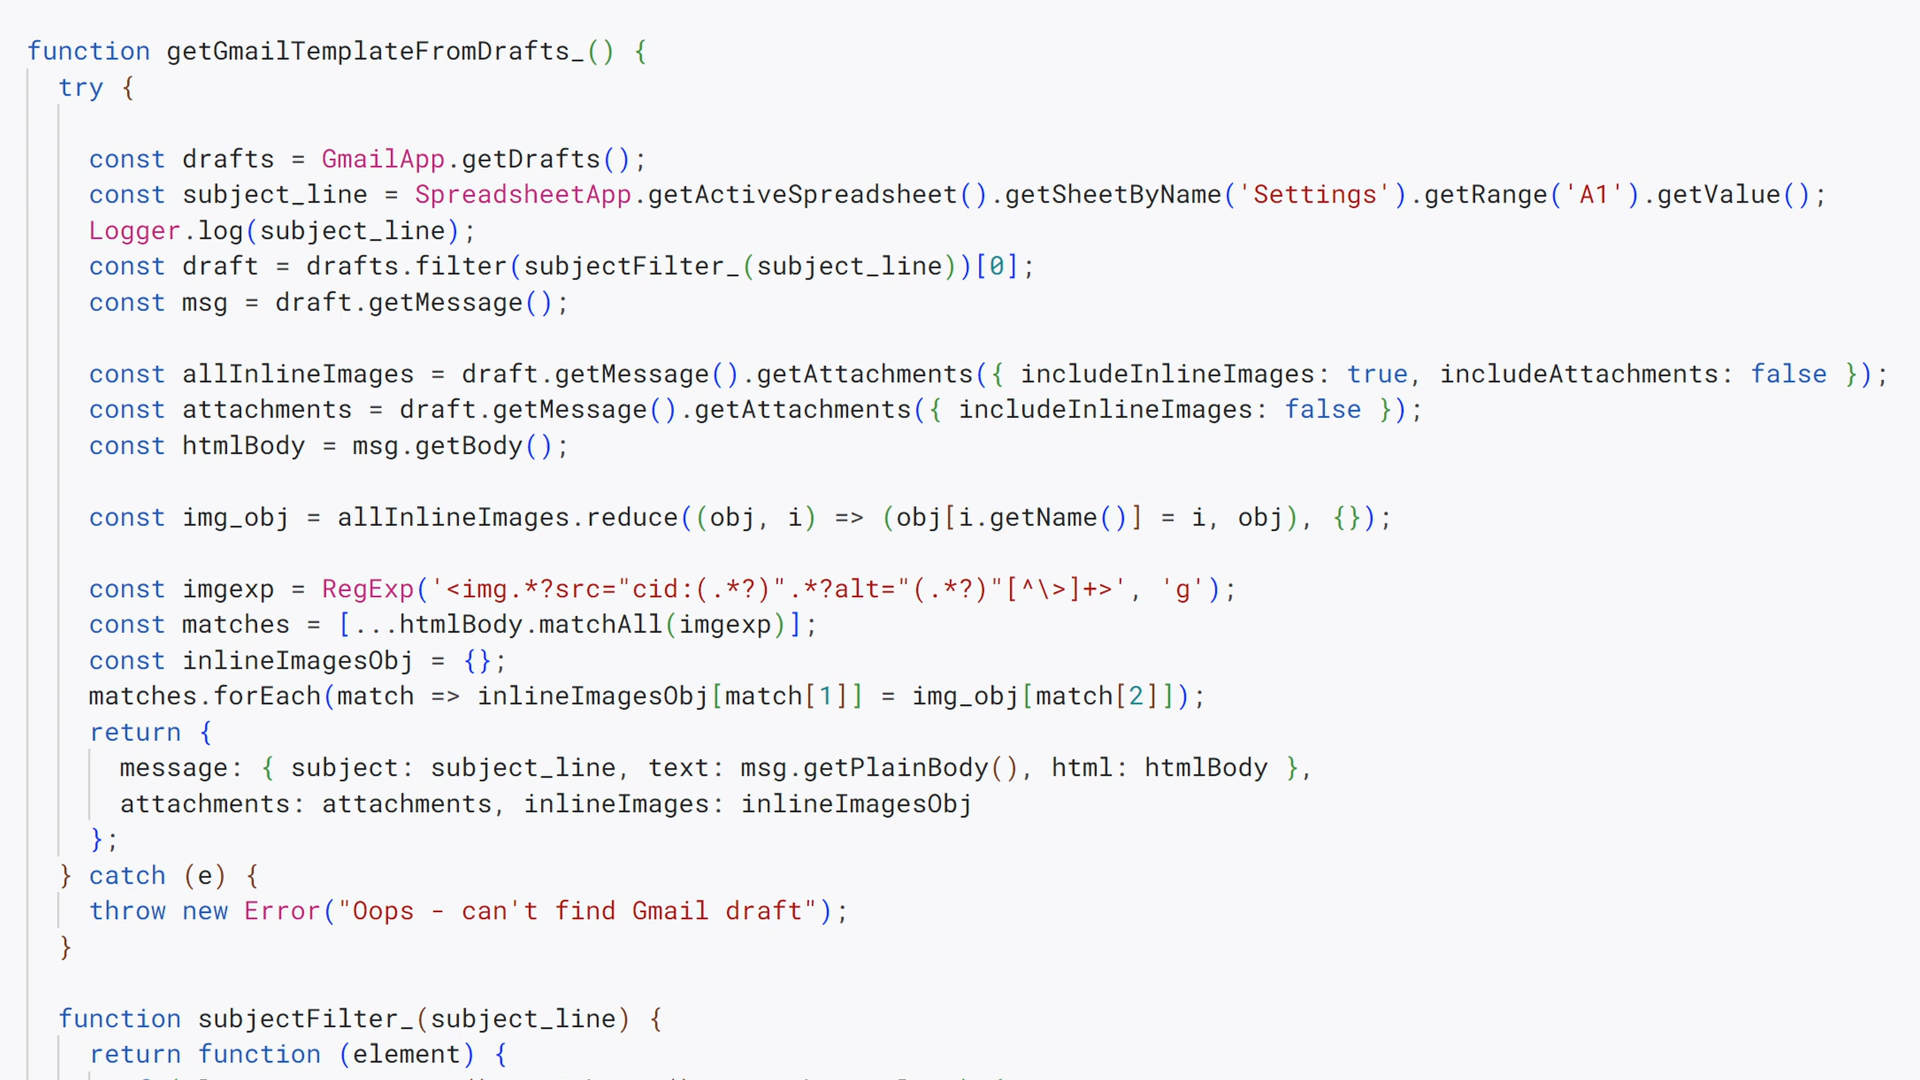 function getGmailTemplateFromDrafts_() {
try {
const drafts = GmailApp.getDrafts();
const subject_line = SpreadsheetApp.getActiveSpreadsheet().getSheetByName('Settings').getRange('A1').getValue();
Logger.log(subject_line);
const draft = drafts.filter(subjectFilter_(subject_line))[0];
const msg = draft.getMessage();
const allInlineImages = draft.getMessage().getAttachments({ includeInlineImages: true, includeAttachments: false });
const attachments = draft.getMessage().getAttachments({ includeInlineImages: false });
const htmlBody = msg.getBody();
const img_obj = allInlineImages.reduce((obj, i) => (obj[i.getName()] = i, obj), {});
const imgexp = RegExp('<img.*?src="cid:(.*?)".*?alt="(.*?)"[^\>]+>', 'g');
const matches = [...htmlBody.matchAll(imgexp)];
const inlineImagesObj = {};
matches.forEach(match => inlineImagesObj[match[1]] = img_obj[match[2]]);
return {
message: { subject: subject_line, text: msg.getPlainBody(), html: htmlBody },
attachments: attachments, inlineImages: inlineImagesObj
};
} catch (e) {
throw new Error("Oops - can't find Gmail draft");
}
function subjectFilter_(subject_line) {
return function (element) {